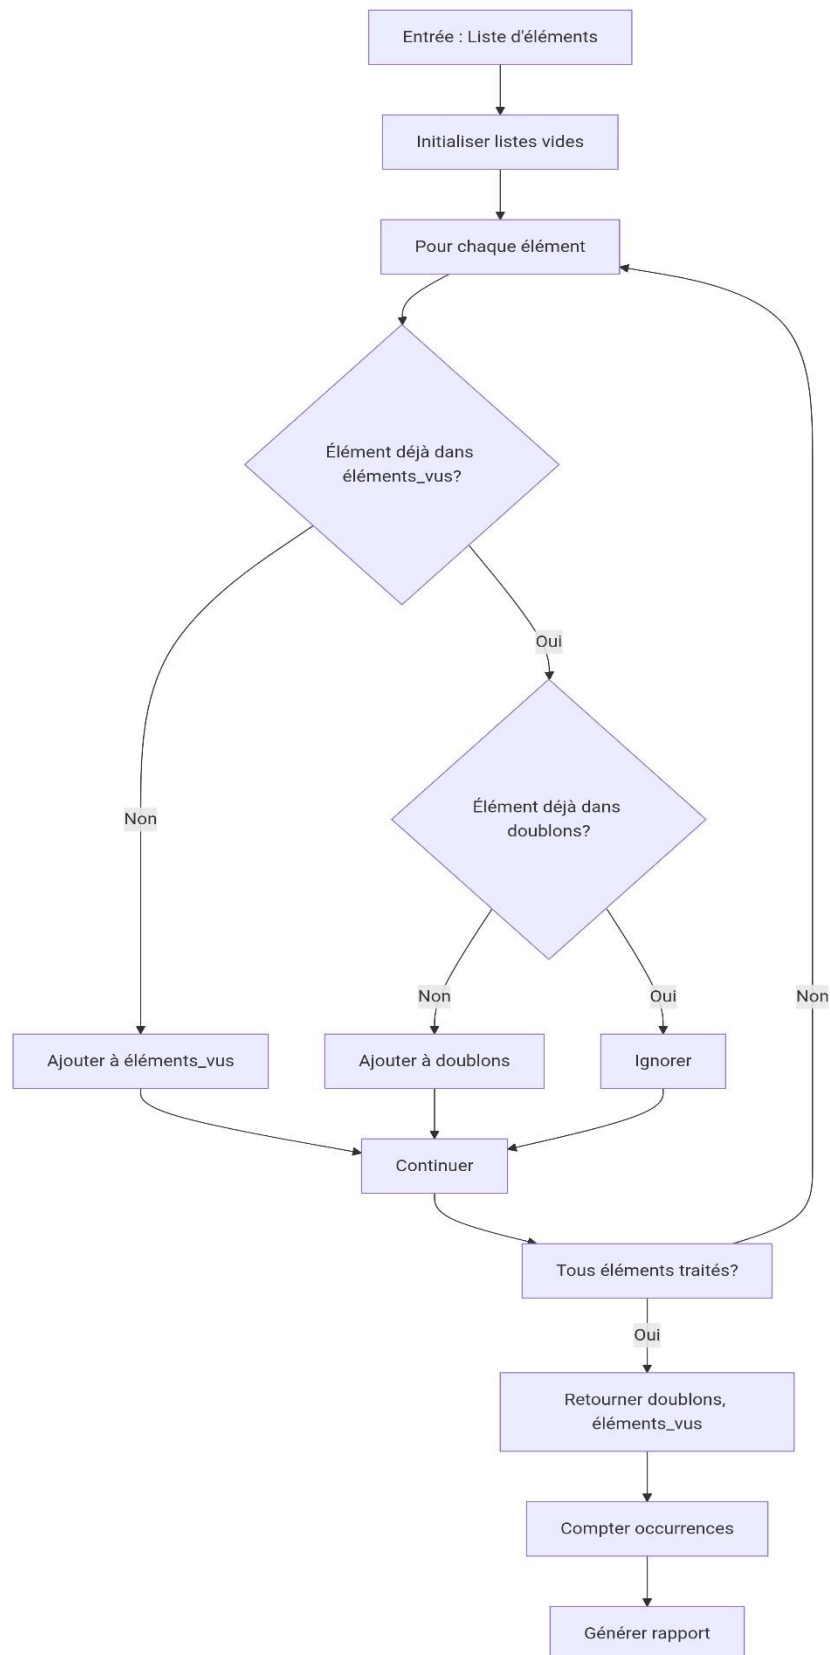 Entrée : Liste d'éléments
Initialiser listes vides
Pour chaque élément
Élément déjà dans
éléments_vus?
Oui
Non
Élément déjà dans
doublons?
Non
Oui
Non
Ajouter à éléments_vus
Ajouter à doublons
Ignorer
Continuer
Tous éléments traités?
Oui
Retourner doublons,
éléments_vus
Compter occurrences
Générer rapport